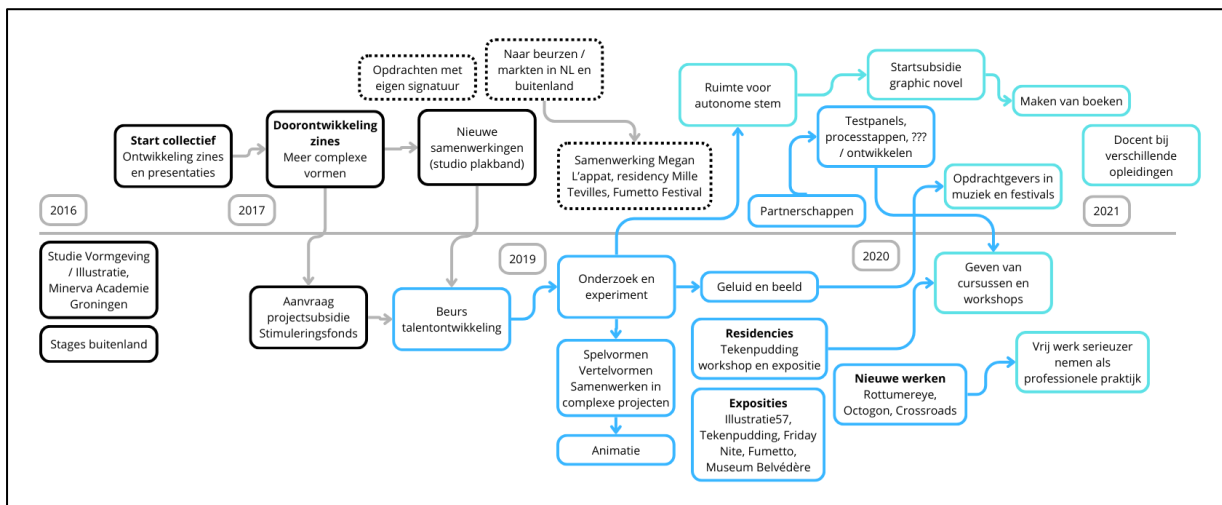 Opdrachten met
eigen signatuur
Naar beurzen /
markten in NL en
buitenland
Ruimte voor
autonome stem
Startsubsidie
graphic novel
Maken van boeken
Start collectief
Ontwikkeling zines
en presentaties
Doorontwikkeling
zines
Meer complexe
vormen
Nieuwe
samenwerkingen
(studio plakband)
Samenwerking Megan
L'appat, residency Mille
Tevilles, Fumetto Festival
Testpanels,
processtappen, ???
/ ontwikkelen
Partnerschappen
Docent bij
verschillende
opleidingen
Opdrachtgevers in
muziek en festivals
2016
2017
2021
2019
2020
Studie Vormgeving
/ Illustratie,
Minerva Academie
Groningen
Stages buitenland
Aanvraag
projectsubsidie
Stimuleringsfonds
Beurs
talentontwikkeling
Onderzoek en
experiment
Geluid en beeld
Geven van
cursussen en
workshops
Spelvormen
Vertelvormen
Samenwerken in
complexe projecten
Animatie
Residencies
Tekenpudding
workshop en expositie
Exposities
Illustratie57,
Tekenpudding, Friday
Nite, Fumetto,
Museum Belvédère
Nieuwe werken
Rottumereye,
Octogon, Crossroads
Vrij werk serieuzer
nemen als
professionele praktijk